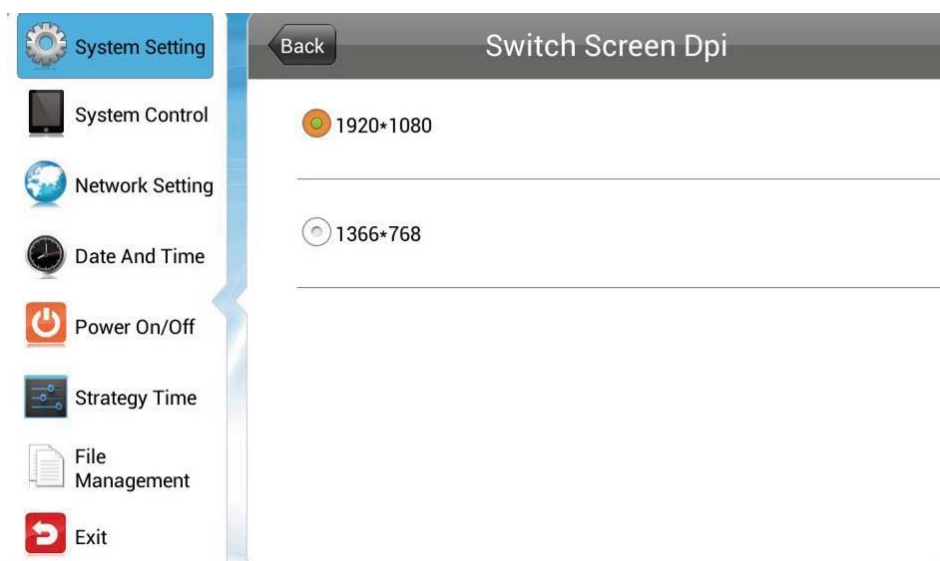 System Setting
System Control
Network Setting
Date And Time
Power On/Off
Strategy Time
File
Management
Exit
Back
Switch Screen Dpi
1920*1080
1366*768